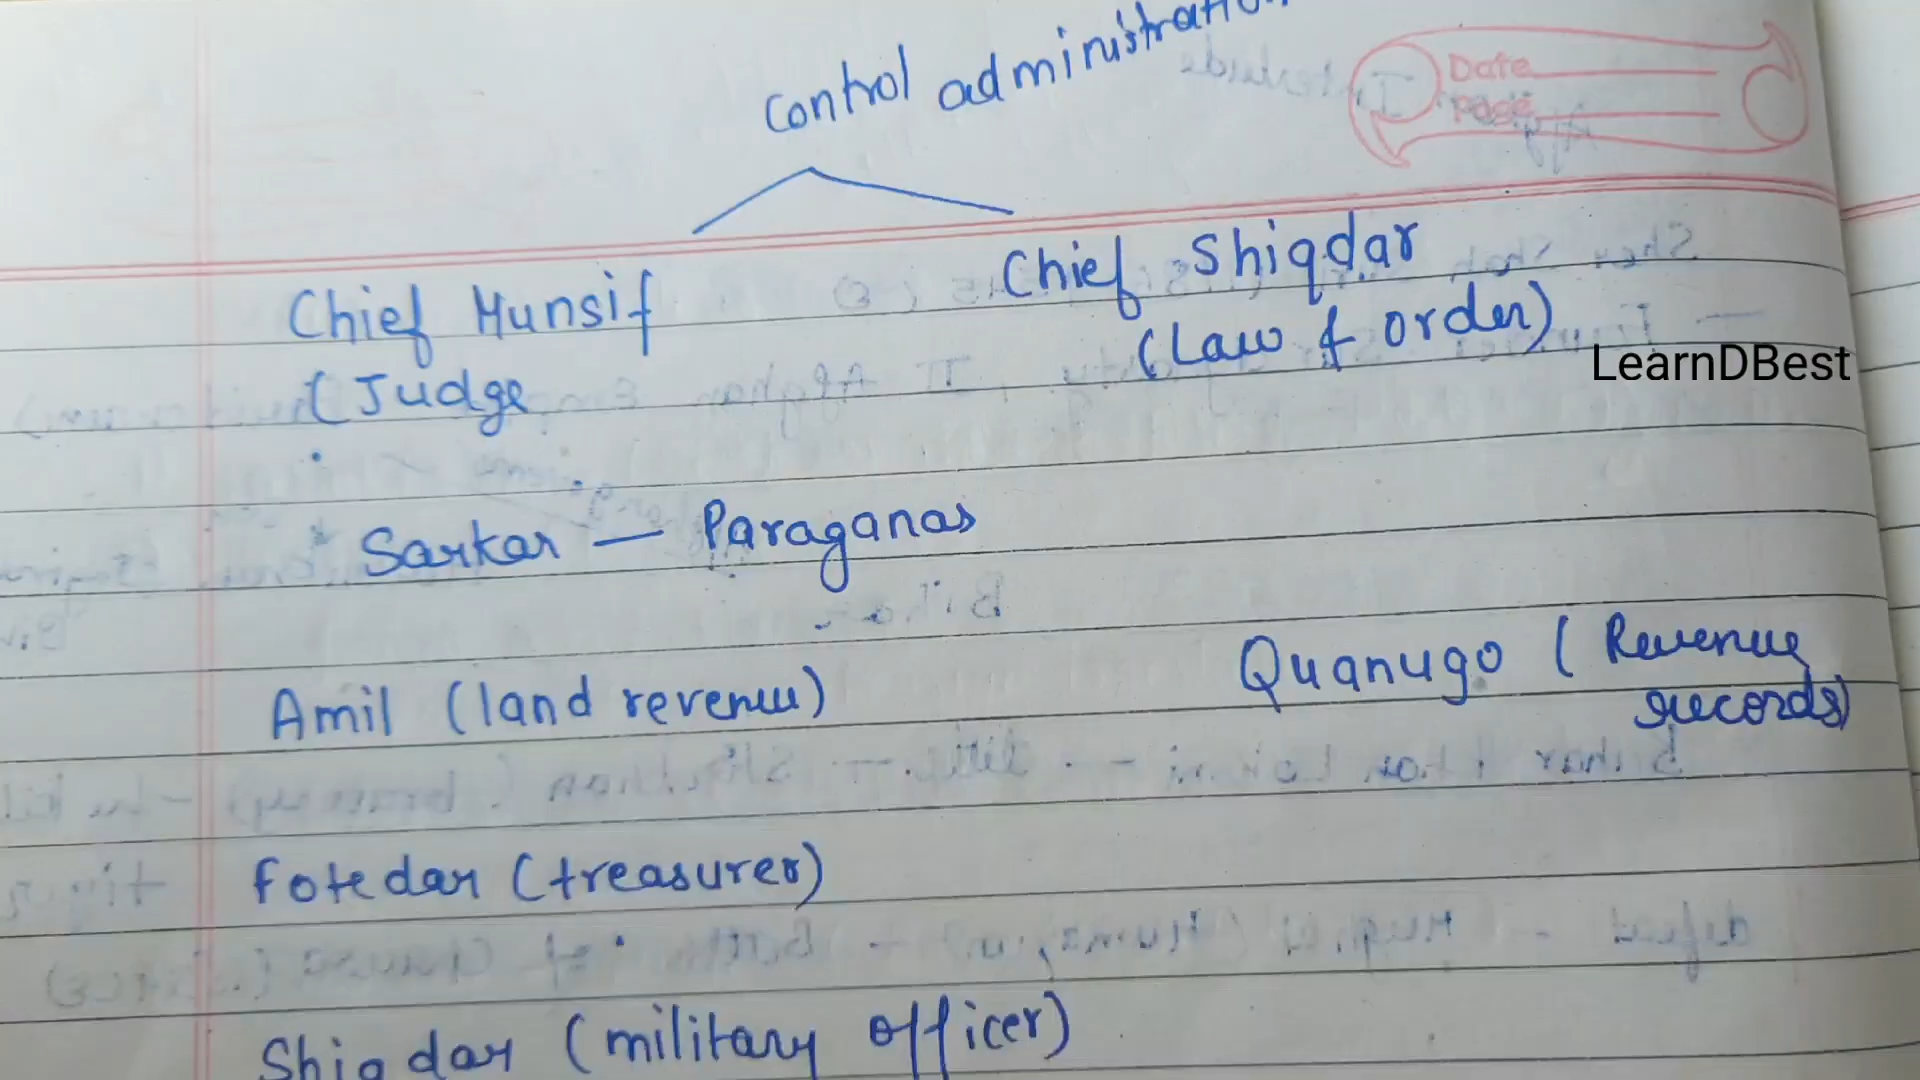 Control administration
Date
Page
Chief Munsif
Chief Shiqdar
(Judge
(Law & order)
LearnDBest
Sarkar — Paraganas
Amil (land revenue)
Quanugo (Revenue
records)
Fotedar (treasurer)
Shiqdar (military officer)